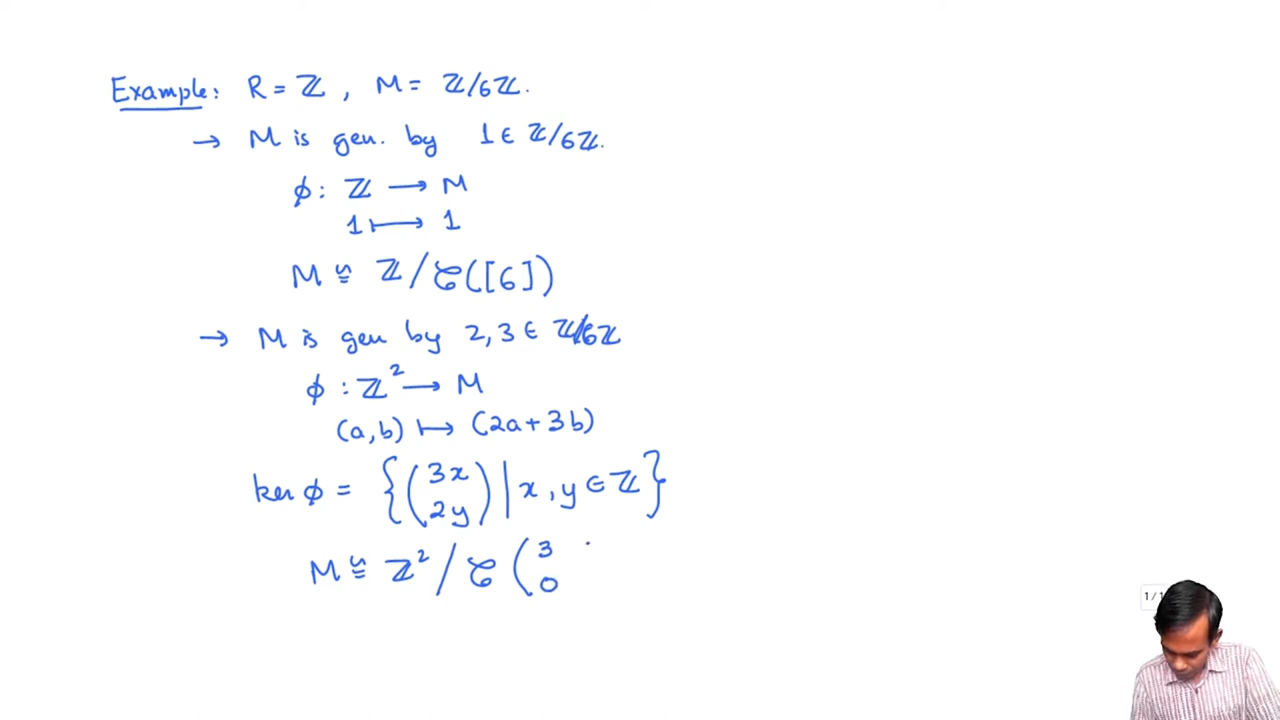 Example: R = ℤ, M = ℤ/6ℤ.
→ M is gen. by 1 ∈ ℤ/6ℤ.
ϕ: ℤ ⟶ M
1 ⟼ 1
M ≅ ℤ/𝒞([6])
→ M is gen by 2,3 ∈ ℤ/6ℤ
ϕ: ℤ² ⟶ M
(a,b) ⟼ (2a+3b)
ker ϕ = {(3x 2y) | x, y ∈ ℤ}
M ≅ ℤ²/𝒞(3 0